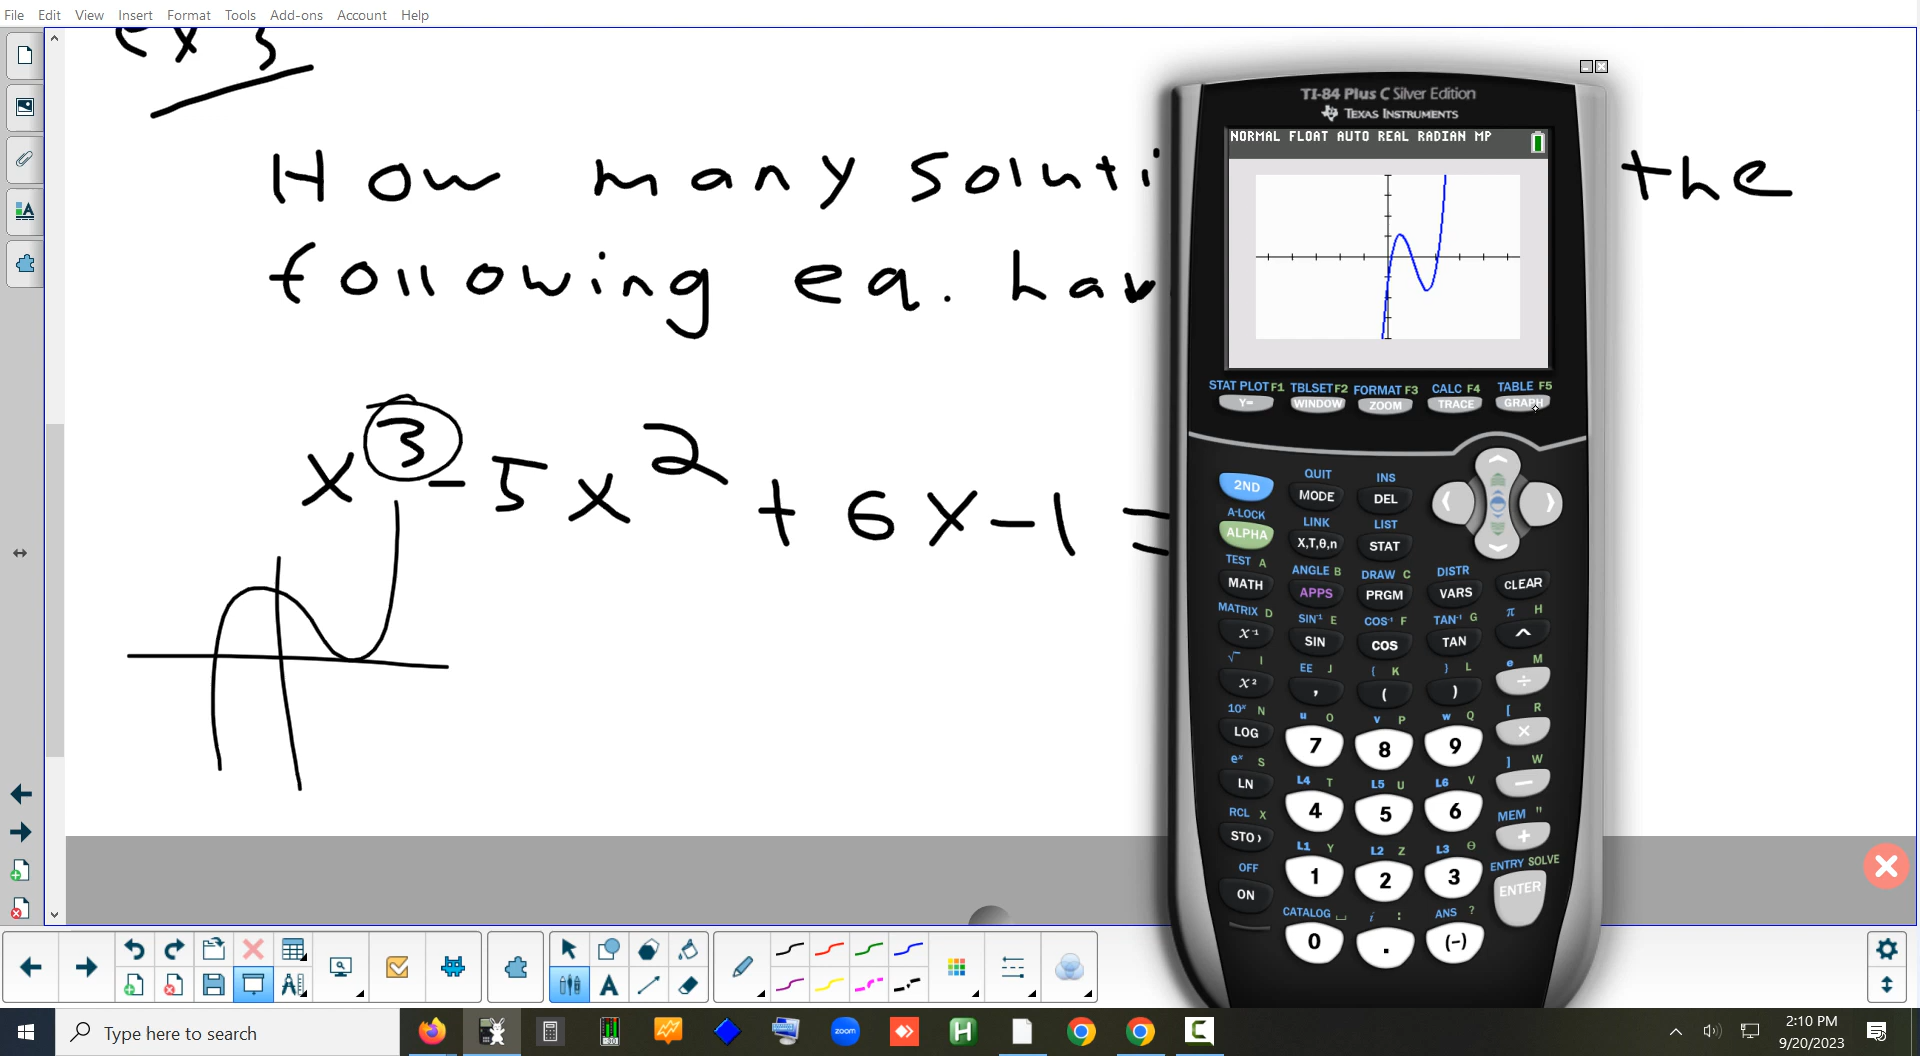 File Edit View Insert Format Tools Add-ons Account Help
ex 3
How many soluti the
following eq. hav
x³ - 5x² + 6x - 1 =
TI-84 Plus C Silver Edition
TEXAS INSTRUMENTS
NORMAL FLOAT AUTO REAL RADIAN MP
STAT PLOT F1 TBLSET F2 FORMAT F3 CALC F4 TABLE F5
Y= WINDOW ZOOM TRACE GRAPH
QUIT INS
2ND MODE DEL
A-LOCK LINK LIST
ALPHA X,T,θ,n STAT
TEST A ANGLE B DRAW C DISTR
MATH APPS PRGM VARS CLEAR
MATRIX D SIN⁻¹ E COS⁻¹ F TAN⁻¹ G π H
X⁻¹ SIN COS TAN ^
√ I EE J { K } L e M
X² , ( ) ÷
10ˣ N u O v P w Q [ R
LOG 7 8 9 ×
eˣ S L4 T L5 U L6 V ] W
LN 4 5 6 −
RCL X L1 Y L2 Z L3 θ MEM "
STO› 1 2 3 +
OFF CATALOG ⎵ i : ANS ? ENTRY SOLVE
ON 0 . (-) ENTER
A
Type here to search
zoom
H
C
2:10 PM
9/20/2023